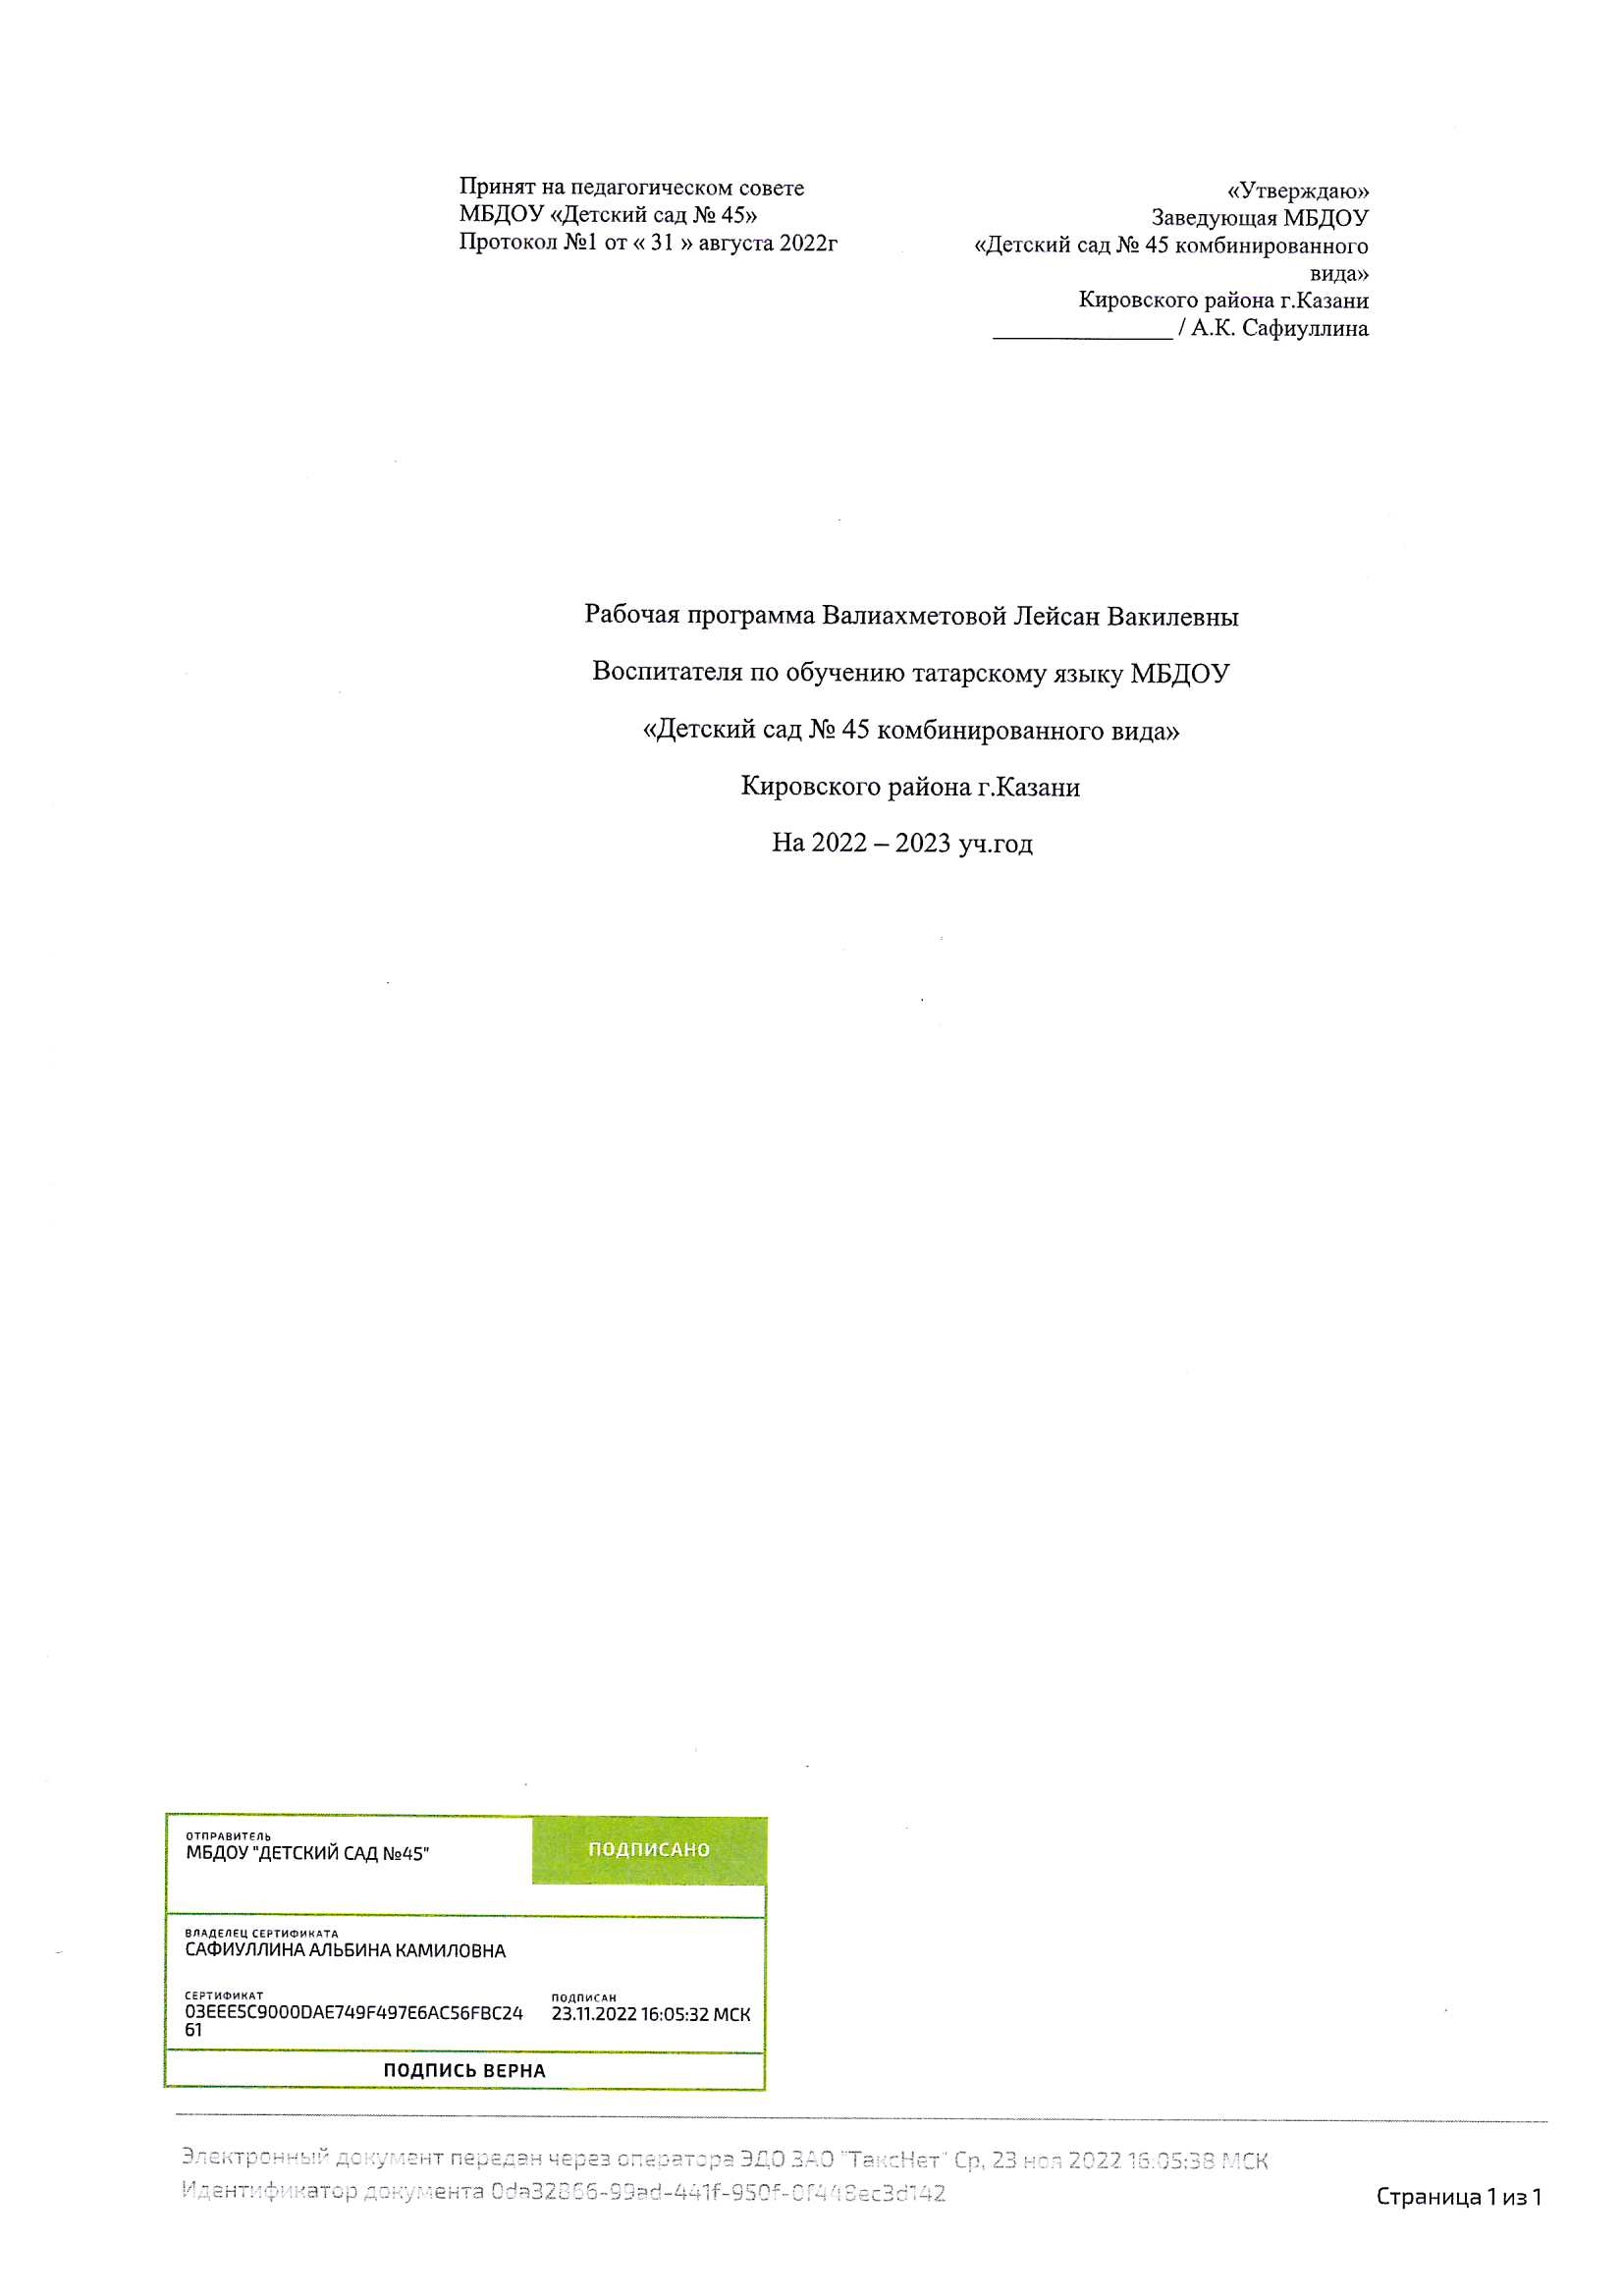 Принят на педагогическом совете
МБДОУ «Детский сад № 45»
Протокол №1 от « 31 » августа 2022г
«Утверждаю»
Заведующая МБДОУ
«Детский сад № 45 комбинированного
вида»
Кировского района г.Казани
_______________ / А.К. Сафиуллина
Рабочая программа Валиахметовой Лейсан Вакилевны
Воспитателя по обучению татарскому языку МБДОУ
«Детский сад № 45 комбинированного вида»
Кировского района г.Казани
На 2022 – 2023 уч.год
ОТПРАВИТЕЛЬ
МБДОУ "ДЕТСКИЙ САД №45"
ПОДПИСАНО
ВЛАДЕЛЕЦ СЕРТИФИКАТА
САФИУЛЛИНА АЛЬБИНА КАМИЛОВНА
СЕРТИФИКАТ
03EEE5C9000DAE749F497E6AC56FBC24
61
ПОДПИСАН
23.11.2022 16:05:32 МСК
ПОДПИСЬ ВЕРНА
Электронный документ передан через оператора ЭДО ЗАО "ТаксНет" Ср, 23 ноя 2022 16:05:38 МСК
Идентификатор документа
Страница 1 из 1